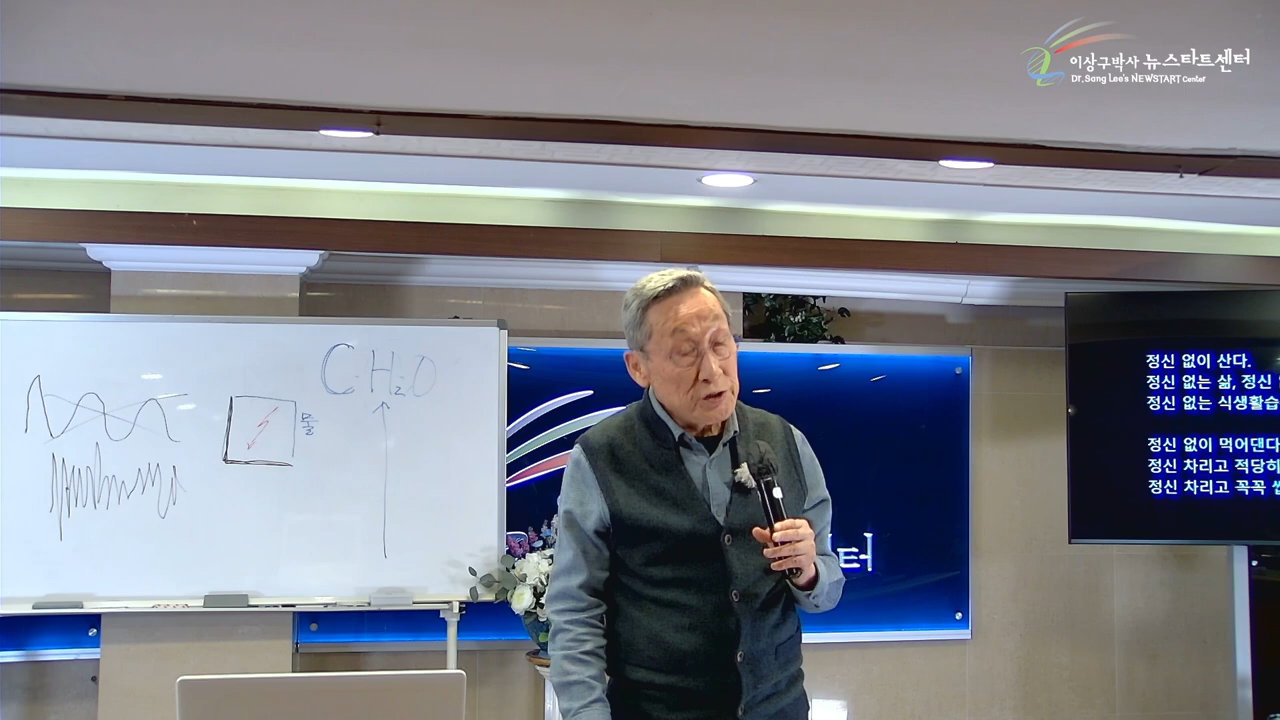 이상구박사 뉴스타트센터
Dr. Sang Lee's NEWSTART Center
C.H₂O
물
터
정신 없이 산다.
정신 없는 삶, 정신
정신 없는 식생활습
정신 없이 먹어댄다
정신 차리고 적당히
정신 차리고 꼭꼭 씹